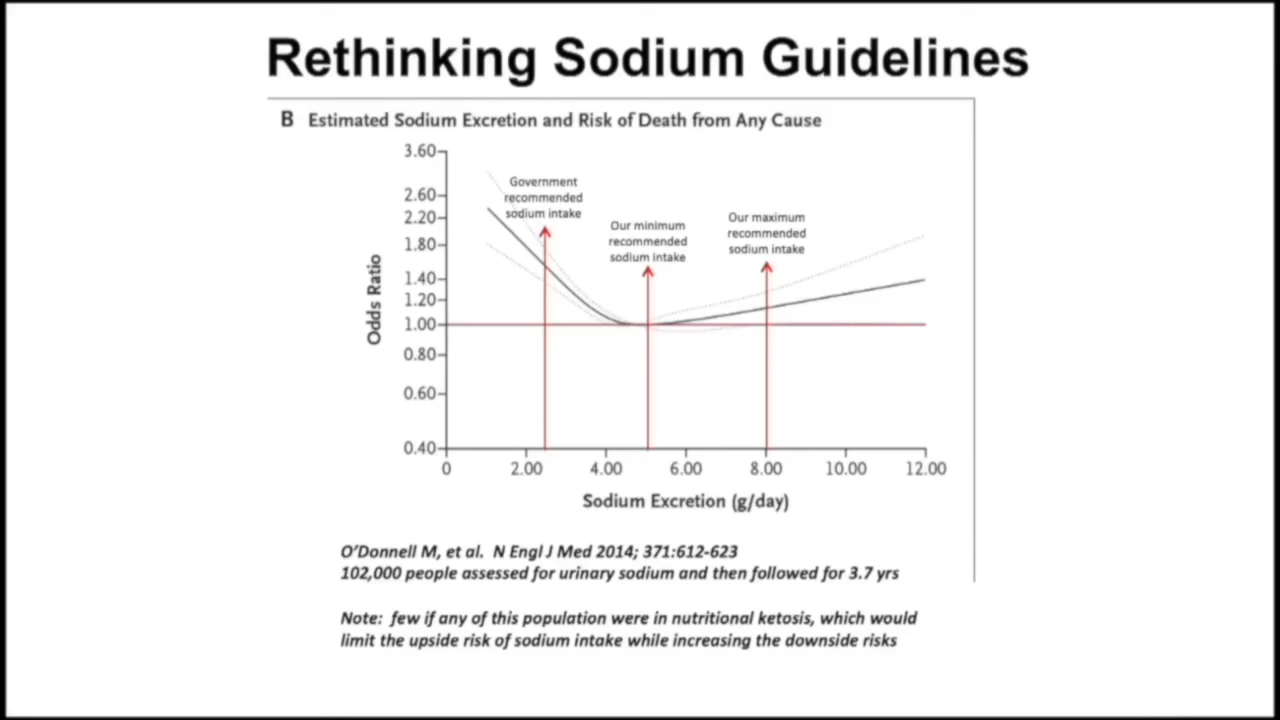 Rethinking Sodium Guidelines
B Estimated Sodium Excretion and Risk of Death from Any Cause
3.60
2.60
2.20
1.80
1.40
1.20
1.00
0.80
0.60
0.40
Odds Ratio
Government
recommended
sodium intake
Our minimum
recommended
sodium intake
Our maximum
recommended
sodium intake
0 2.00 4.00 6.00 8.00 10.00 12.00
Sodium Excretion (g/day)
O'Donnell M, et al. N Engl J Med 2014; 371:612-623
102,000 people assessed for urinary sodium and then followed for 3.7 yrs
Note: few if any of this population were in nutritional ketosis, which would
limit the upside risk of sodium intake while increasing the downside risks